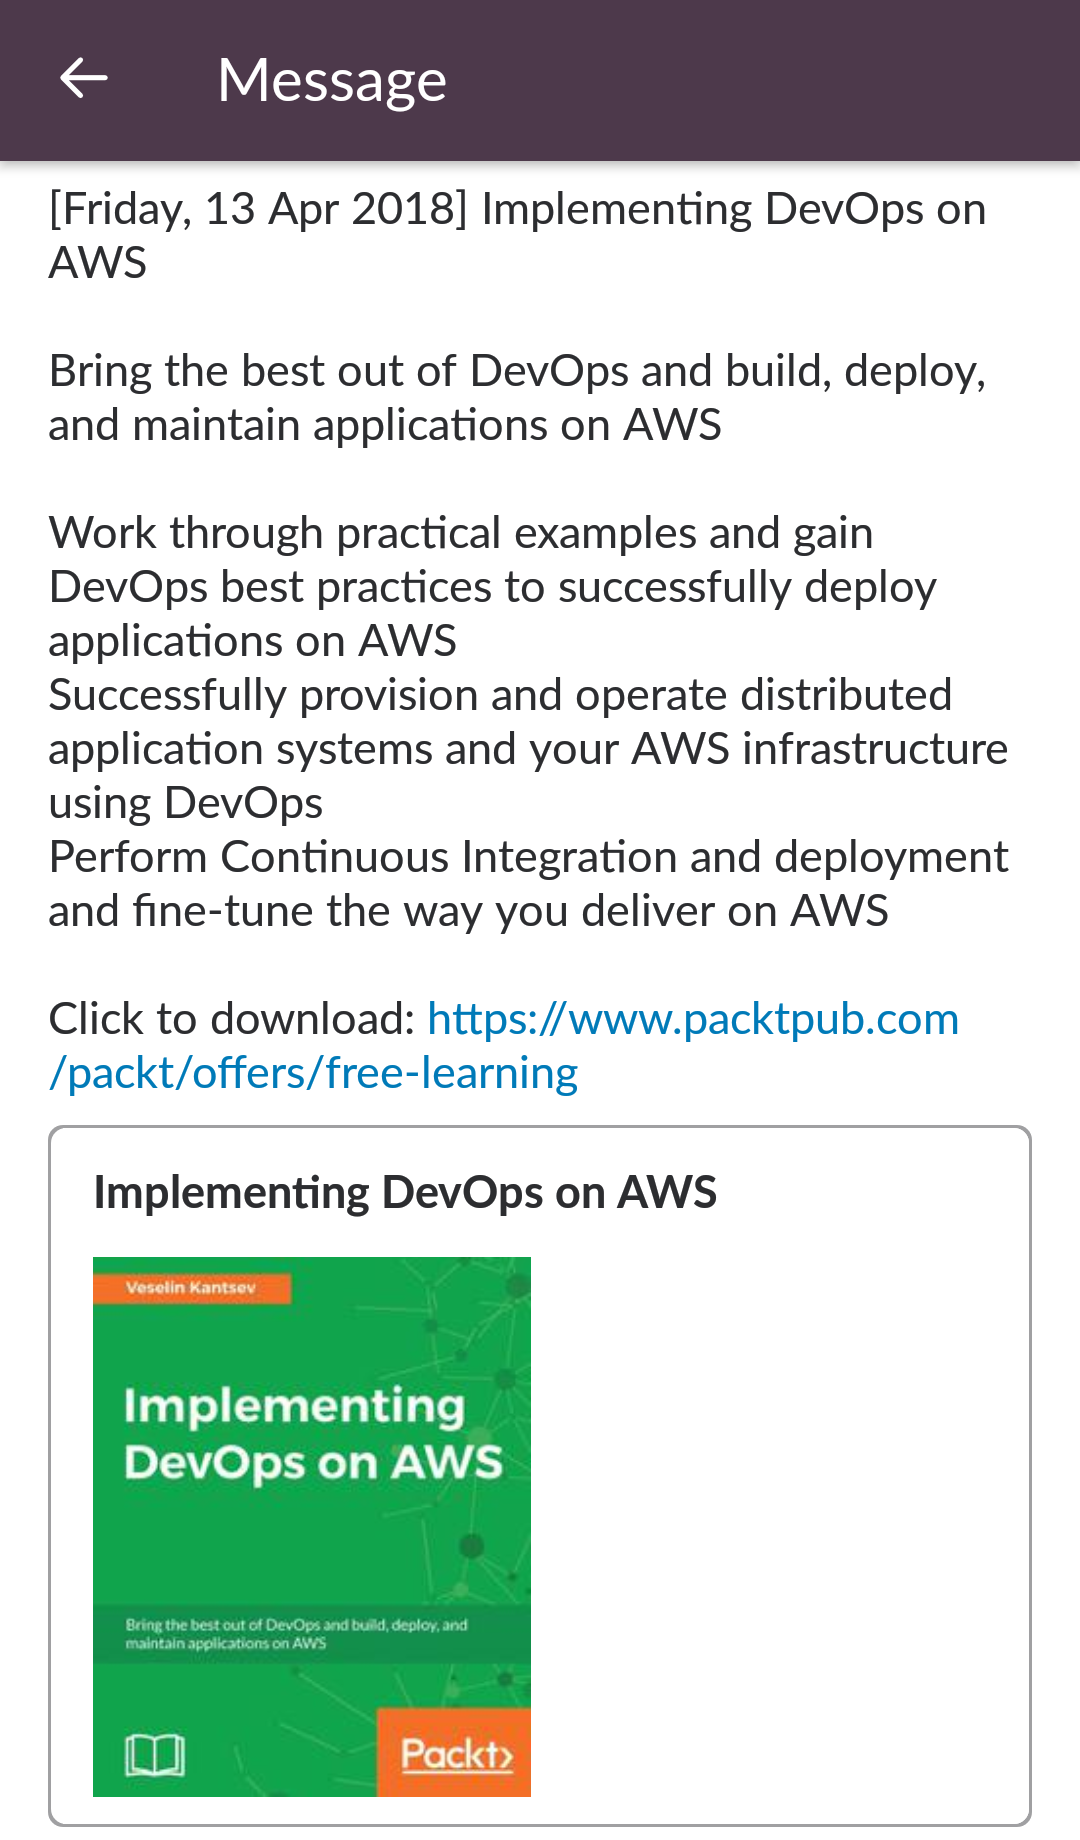 Message
[Friday, 13 Apr 2018] Implementing DevOps on
AWS
Bring the best out of DevOps and build, deploy,
and maintain applications on AWS
Work through practical examples and gain
DevOps best practices to successfully deploy
applications on AWS
Successfully provision and operate distributed
application systems and your AWS infrastructure
using DevOps
Perform Continuous Integration and deployment
and fine-tune the way you deliver on AWS
Click to download: https://www.packtpub.com
/packt/offers/free-learning
Implementing DevOps on AWS
Veselin Kantsev
Implementing
DevOps on AWS
Bring the best out of DevOps and build, deploy, and
maintain applications on AWS
Packt>